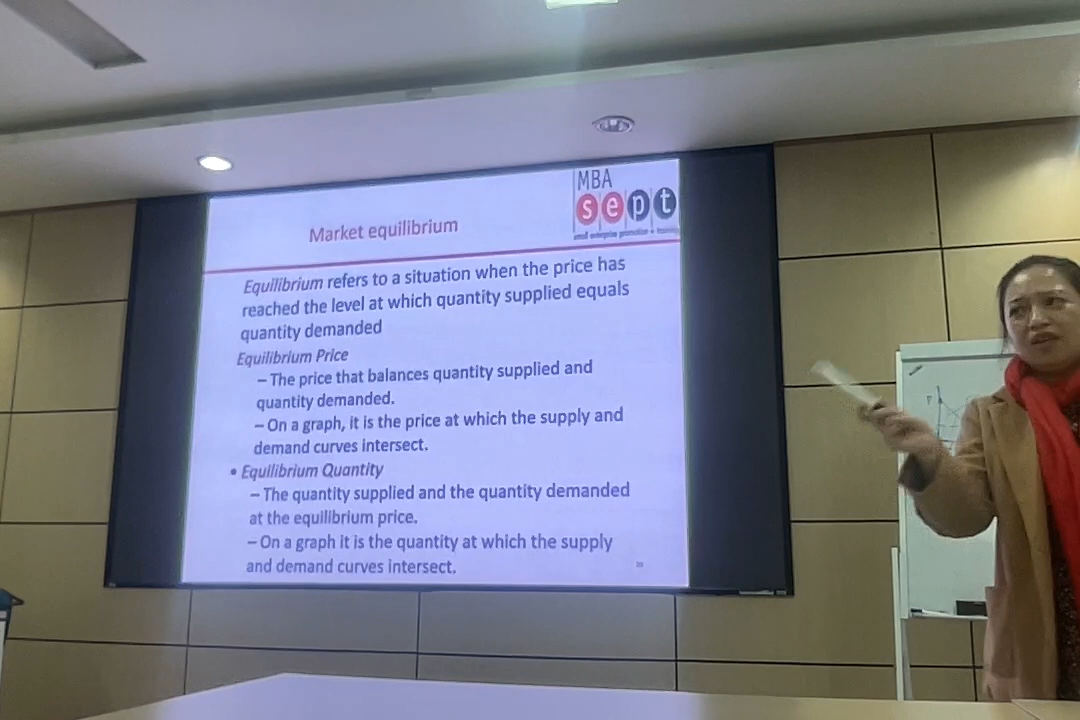 MBA
sept
small enterprise promotion + training
Market equilibrium
Equilibrium refers to a situation when the price has
reached the level at which quantity supplied equals
quantity demanded
Equilibrium Price
– The price that balances quantity supplied and
quantity demanded.
– On a graph, it is the price at which the supply and
demand curves intersect.
• Equilibrium Quantity
– The quantity supplied and the quantity demanded
at the equilibrium price.
– On a graph it is the quantity at which the supply
and demand curves intersect.